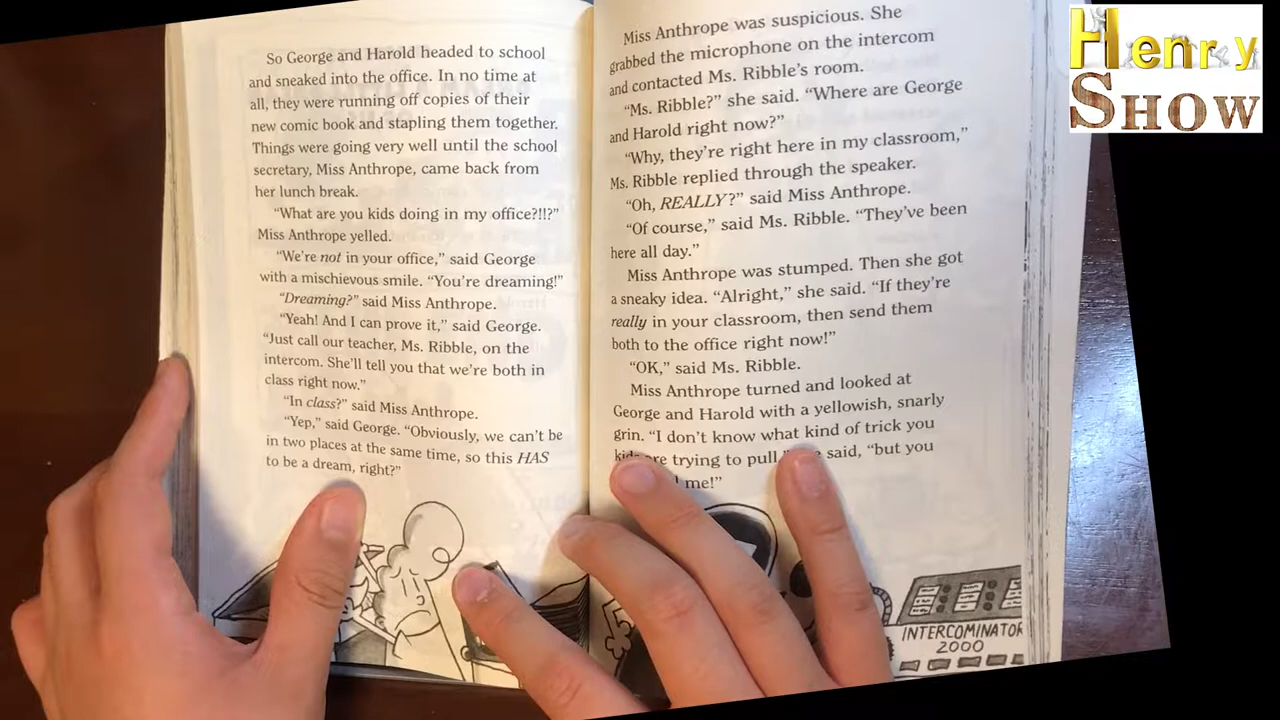 So George and Harold headed to school
and sneaked into the office. In no time at
all, they were running off copies of their
new comic book and stapling them together.
Things were going very well until the school
secretary, Miss Anthrope, came back from
her lunch break.
“What are you kids doing in my office?!!?”
Miss Anthrope yelled.
“We’re not in your office,” said George
with a mischievous smile. “You’re dreaming!”
“Dreaming?” said Miss Anthrope.
“Yeah! And I can prove it,” said George.
“Just call our teacher, Ms. Ribble, on the
intercom. She’ll tell you that we’re both in
class right now.”
“In class?” said Miss Anthrope.
“Yep,” said George. “Obviously, we can’t be
in two places at the same time, so this HAS
to be a dream, right?”
Miss Anthrope was suspicious. She
grabbed the microphone on the intercom
and contacted Ms. Ribble’s room.
“Ms. Ribble?” she said. “Where are George
and Harold right now?”
“Why, they’re right here in my classroom,”
Ms. Ribble replied through the speaker.
“Oh, REALLY?” said Miss Anthrope.
“Of course,” said Ms. Ribble. “They’ve been
here all day.”
Miss Anthrope was stumped. Then she got
a sneaky idea. “Alright,” she said. “If they’re
really in your classroom, then send them
both to the office right now!”
“OK,” said Ms. Ribble.
Miss Anthrope turned and looked at
George and Harold with a yellowish, snarly
grin. “I don’t know what kind of trick you
kids are trying to pull,” said, “but you
me!”
INTERCOMINATOR
2000
Henry
SHOW